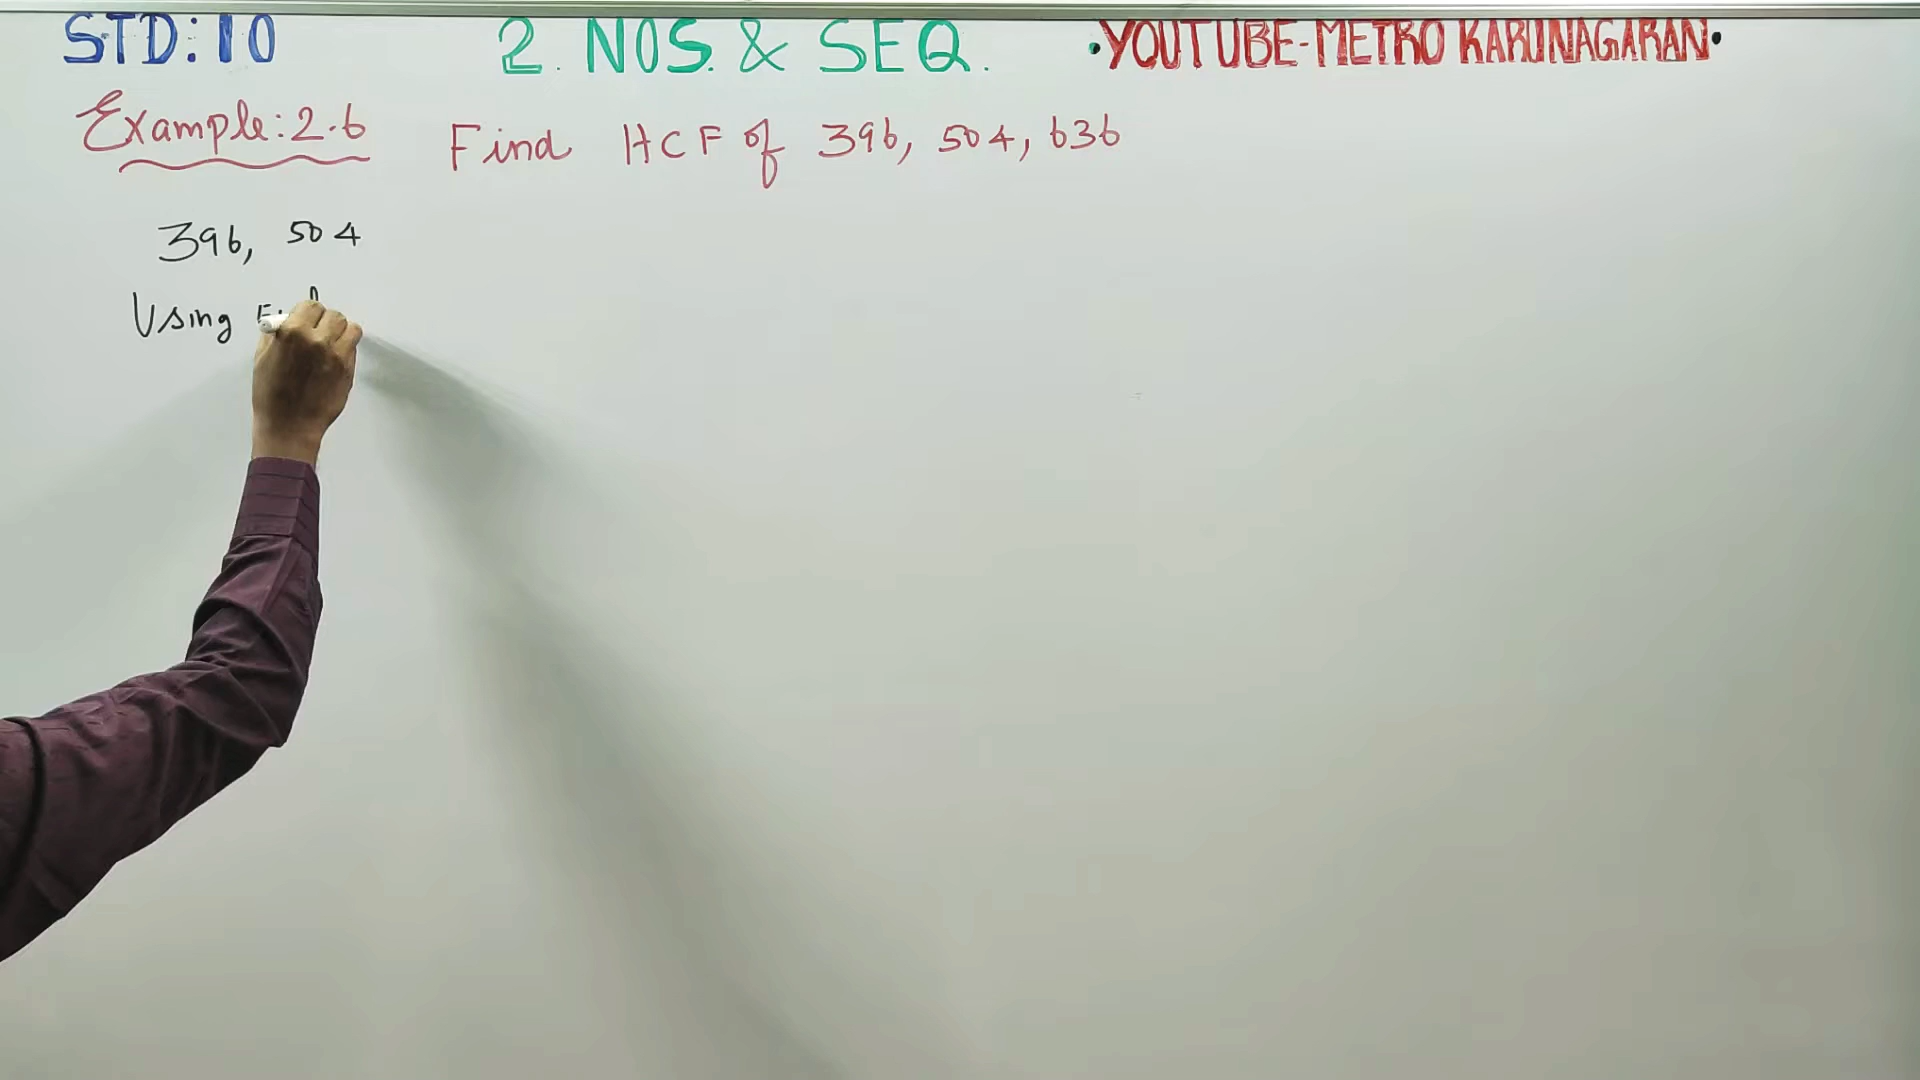 STD: 10 2. NOS. & SEQ. •YOUTUBE-METRO KARUNAGARAN•
Example: 2.6 Find HCF of 396, 504, 636
396, 504
Using